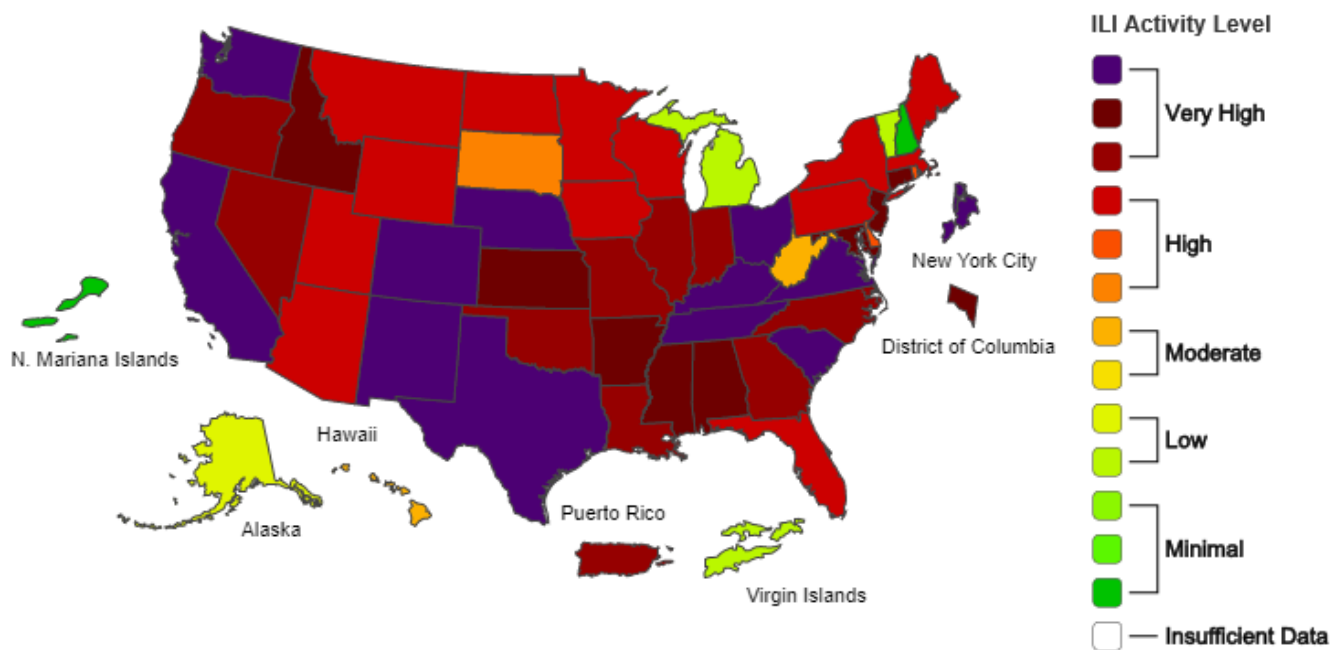 ILI Activity Level
Very High
High
New York City
N. Mariana Islands
District of Columbia
Moderate
Hawaii
Low
Alaska
Puerto Rico
Minimal
Virgin Islands
Insufficient Data